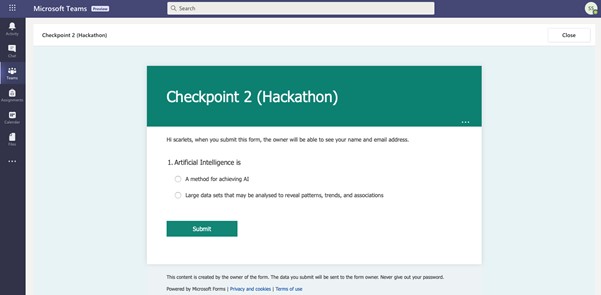 Microsoft Teams Preview
Search
SS
Activity
Chat
Teams
Assignments
Calendar
Files
Checkpoint 2 (Hackathon)
Close
Checkpoint 2 (Hackathon)
...
Hi scarlets, when you submit this form, the owner will be able to see your name and email address.
1. Artificial Intelligence is
A method for achieving AI
Large data sets that may be analysed to reveal patterns, trends, and associations
Submit
This content is created by the owner of the form. The data you submit will be sent to the form owner. Never give out your password.
Powered by Microsoft Forms | Privacy and cookies | Terms of use